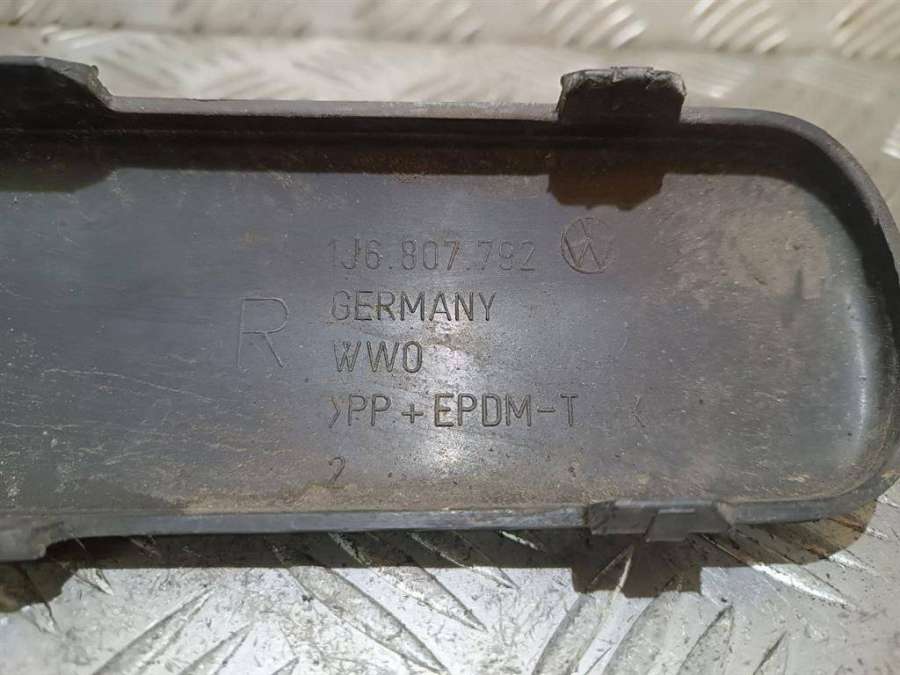 1J6.807.792
R
GERMANY
WWO
>PP+EPDM-T <
2